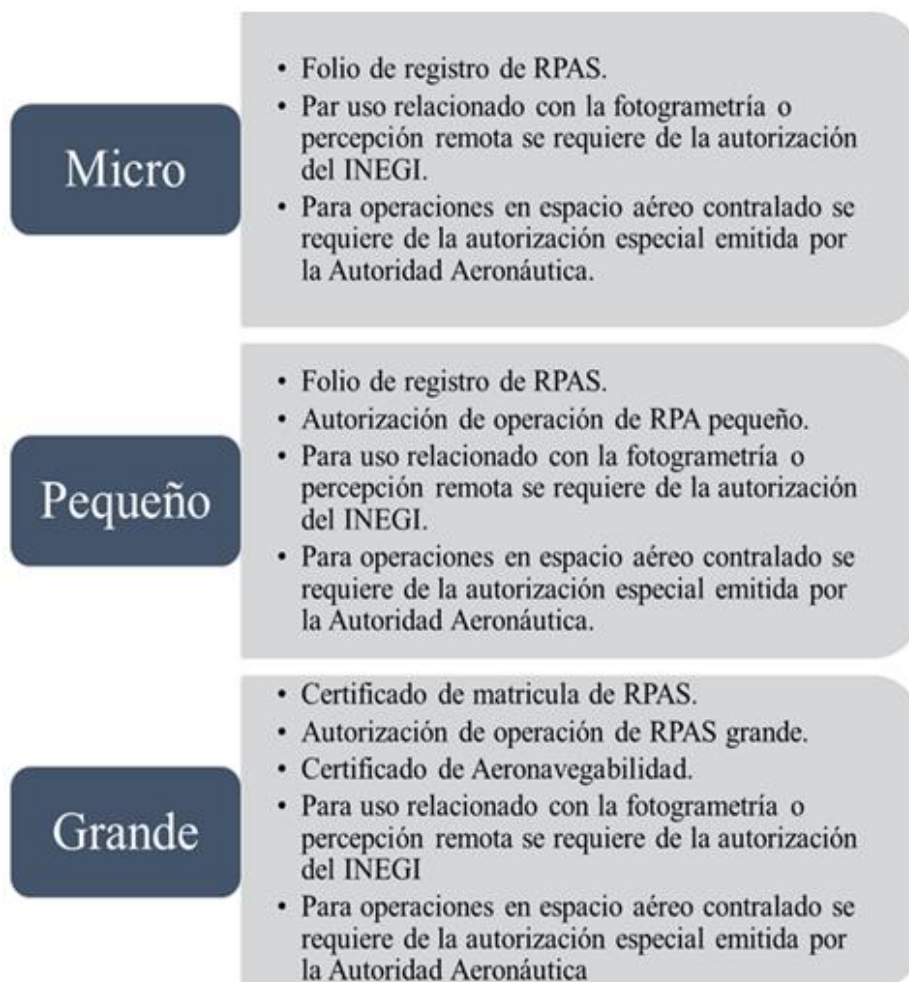 Micro
• Folio de registro de RPAS.
• Par uso relacionado con la fotogrametría o
percepción remota se requiere de la autorización
del INEGI.
• Para operaciones en espacio aéreo contralado se
requiere de la autorización especial emitida por
la Autoridad Aeronáutica.
Pequeño
• Folio de registro de RPAS.
• Autorización de operación de RPA pequeño.
• Para uso relacionado con la fotogrametría o
percepción remota se requiere de la autorización
del INEGI.
• Para operaciones en espacio aéreo contralado se
requiere de la autorización especial emitida por
la Autoridad Aeronáutica.
Grande
• Certificado de matricula de RPAS.
• Autorización de operación de RPAS grande.
• Certificado de Aeronavegabilidad.
• Para uso relacionado con la fotogrametría o
percepción remota se requiere de la autorización
del INEGI
• Para operaciones en espacio aéreo contralado se
requiere de la autorización especial emitida por
la Autoridad Aeronáutica